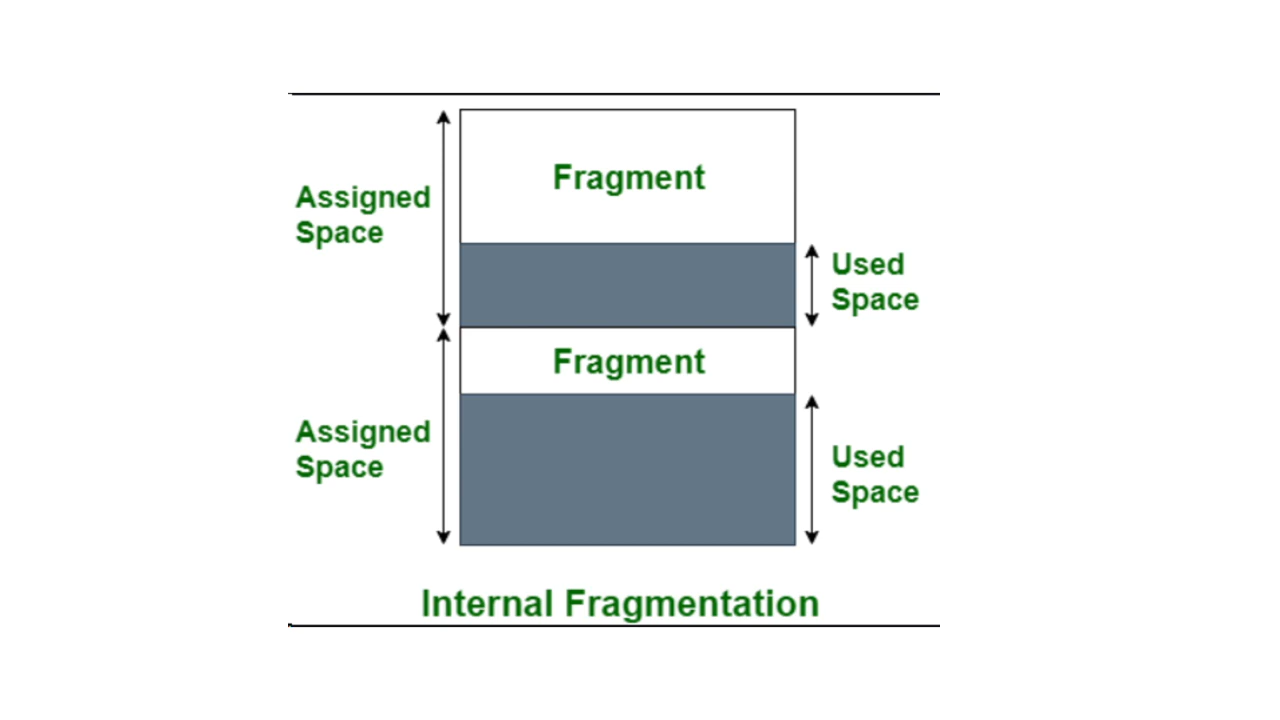 Fragment
Assigned
Space
Used
Space
Fragment
Assigned
Space
Used
Space
Internal Fragmentation